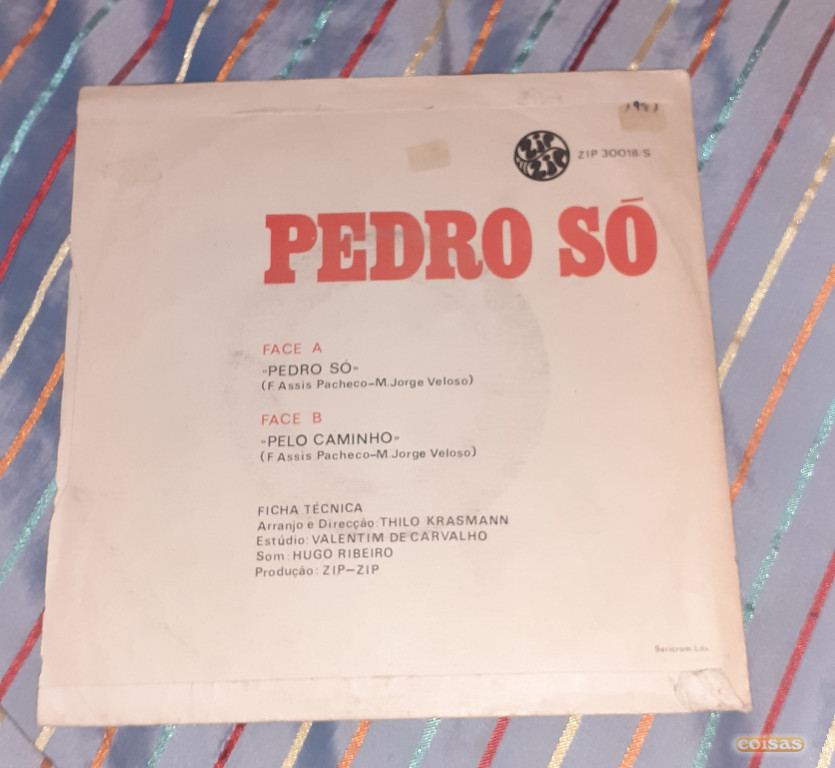 ZIP
ZIP
ZIP 30018/S
PEDRO SÓ
FACE A
«PEDRO SÓ»
(F. Assis Pacheco-M. Jorge Veloso)
FACE B
«PELO CAMINHO»
(F. Assis Pacheco-M. Jorge Veloso)
FICHA TÉCNICA
Arranjo e Direcção: THILO KRASMANN
Estúdio: VALENTIM DE CARVALHO
Som: HUGO RIBEIRO
Produção: ZIP-ZIP
coisas